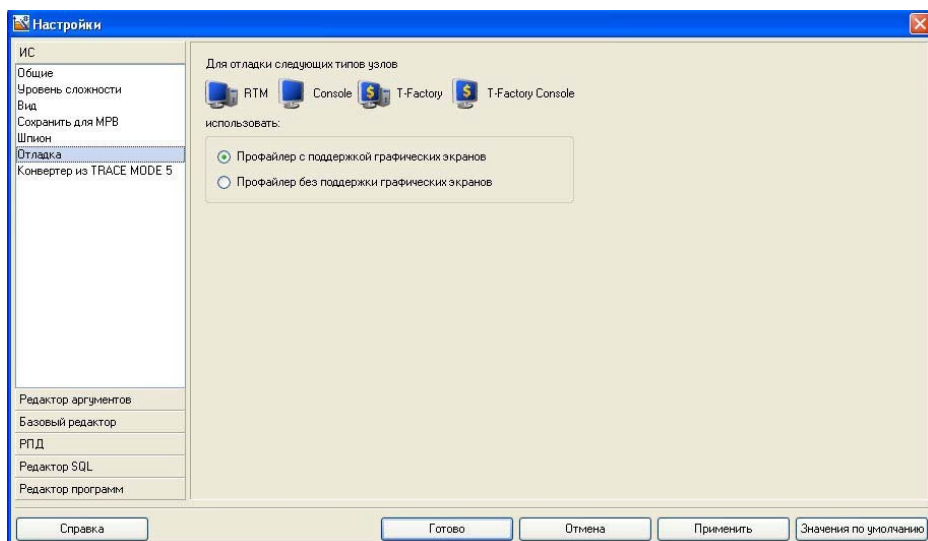 Настройки
ИС
Общие
Уровень сложности
Вид
Сохранить для МРВ
Шпион
Отладка
Конвертер из TRACE MODE 5
Редактор аргументов
Базовый редактор
РПД
Редактор SQL
Редактор программ
Для отладки следующих типов узлов
RTM Console T-Factory T-Factory Console
использовать:
Профайлер с поддержкой графических экранов
Профайлер без поддержки графических экранов
Справка Готово Отмена Применить Значения по умолчанию